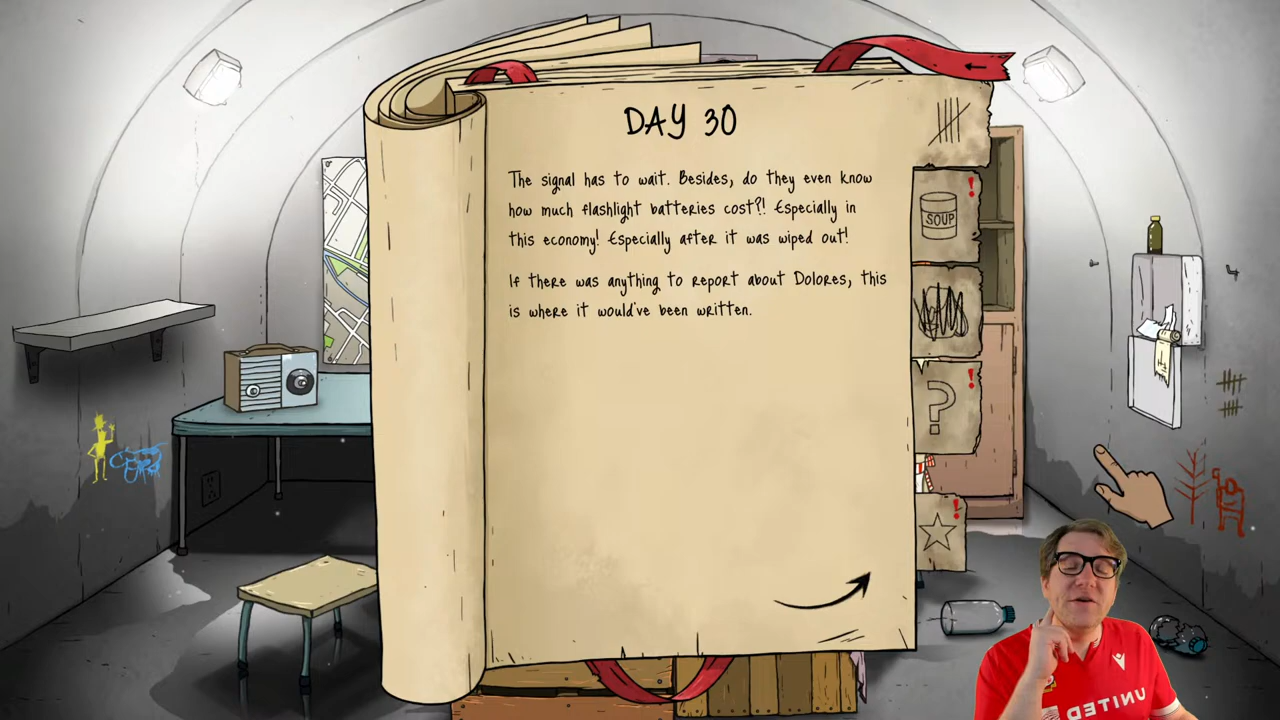 DAY 30
The signal has to wait. Besides, do they even know
how much flashlight batteries cost?! Especially in
this economy! Especially after it was wiped out!
If there was anything to report about Dolores, this
is where it would've been written.
!
SOUP
!
?
!
UNITED